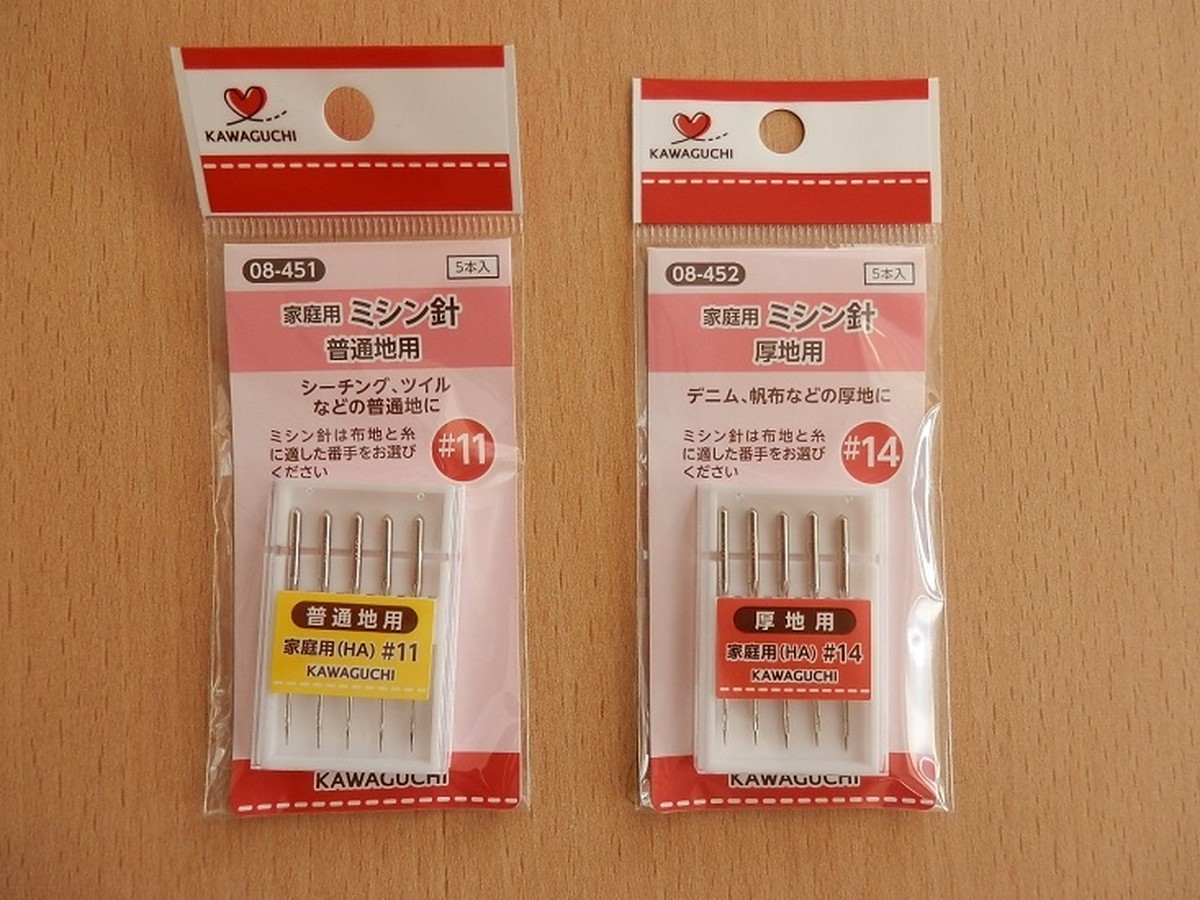 KAWAGUCHI
08-451
5本入
家庭用 ミシン針
普通地用
シーチング、ツイル
などの普通地に
ミシン針は布地と糸
に適した番手をお選び
ください
#11
普通地用
家庭用(HA) #11
KAWAGUCHI
KAWAGUCHI
KAWAGUCHI
08-452
5本入
家庭用 ミシン針
厚地用
デニム、帆布などの厚地に
ミシン針は布地と糸
に適した番手をお選び
ください
#14
厚地用
家庭用(HA) #14
KAWAGUCHI
KAWAGUCHI